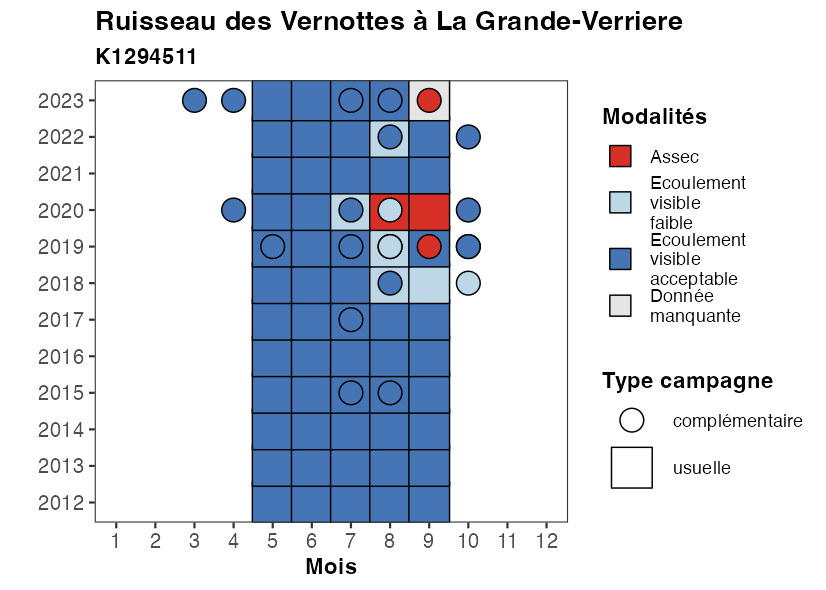 Ruisseau des Vernottes à La Grande-Verriere
K1294511
2023
2022
2021
2020
2019
2018
2017
2016
2015
2014
2013
2012
1 2 3 4 5 6 7 8 9 10 11 12
Mois
Modalités
Assec
Ecoulement
visible
faible
Ecoulement
visible
acceptable
Donnée
manquante
Type campagne
complémentaire
usuelle